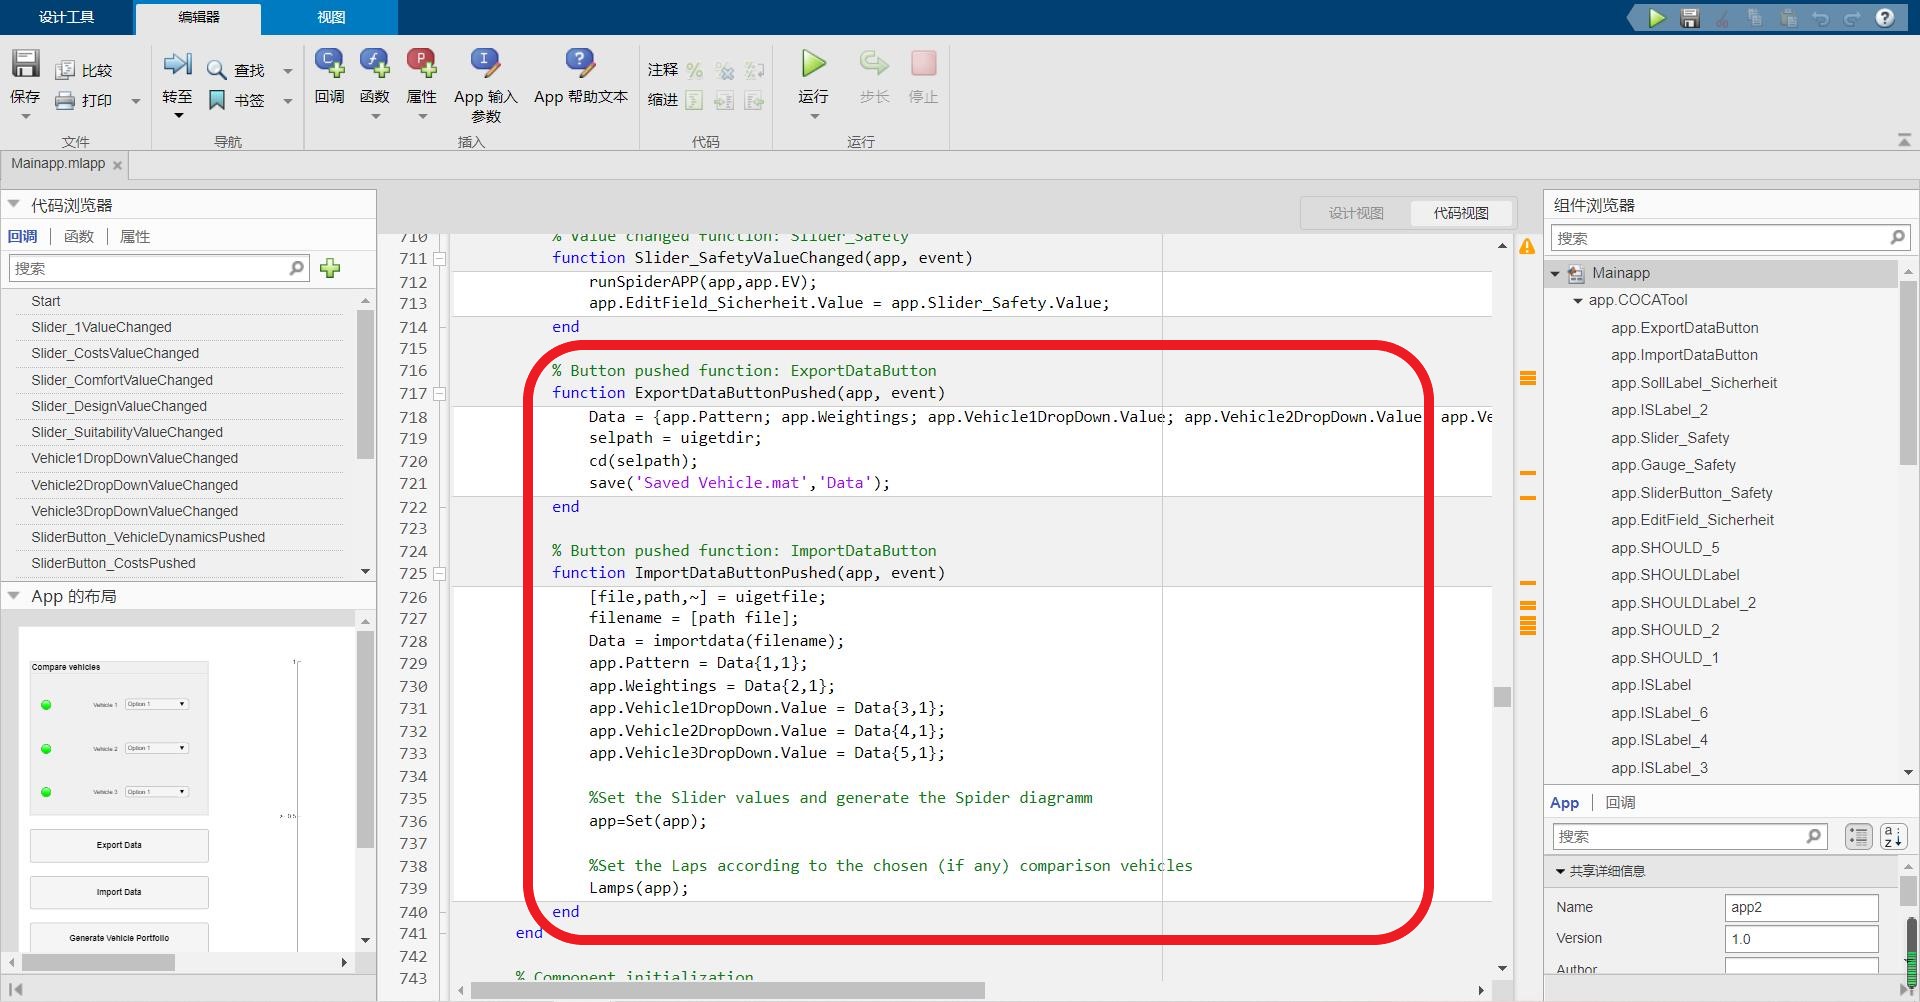 设计工具
编辑器
视图
保存
比较
打印
转至
查找
书签
回调
函数
属性
App 输入
参数
App 帮助文本
注释
缩进
运行
步长
停止
文件
导航
插入
代码
运行
Mainapp.mlapp
代码浏览器
回调
函数
属性
搜索
Start
Slider_1ValueChanged
Slider_CostsValueChanged
Slider_ComfortValueChanged
Slider_DesignValueChanged
Slider_SuitabilityValueChanged
Vehicle1DropDownValueChanged
Vehicle2DropDownValueChanged
Vehicle3DropDownValueChanged
SliderButton_VehicleDynamicsPushed
SliderButton_CostsPushed
App 的布局
Compare vehicles
Vehicle 1 Option 1
Vehicle 2 Option 1
Vehicle 3 Option 1
1
0.5
Export Data
Import Data
Generate Vehicle Portfolio
设计视图
代码视图
710 % Value changed function: Slider_Safety
711 function Slider_SafetyValueChanged(app, event)
712 runSpiderAPP(app,app.EV);
713 app.EditField_Sicherheit.Value = app.Slider_Safety.Value;
714 end
715
716 % Button pushed function: ExportDataButton
717 function ExportDataButtonPushed(app, event)
718 Data = {app.Pattern; app.Weightings; app.Vehicle1DropDown.Value; app.Vehicle2DropDown.Value; app.Ve
719 selpath = uigetdir;
720 cd(selpath);
721 save('Saved Vehicle.mat','Data');
722 end
723
724 % Button pushed function: ImportDataButton
725 function ImportDataButtonPushed(app, event)
726 [file,path,~] = uigetfile;
727 filename = [path file];
728 Data = importdata(filename);
729 app.Pattern = Data{1,1};
730 app.Weightings = Data{2,1};
731 app.Vehicle1DropDown.Value = Data{3,1};
732 app.Vehicle2DropDown.Value = Data{4,1};
733 app.Vehicle3DropDown.Value = Data{5,1};
734
735 %Set the Slider values and generate the Spider diagramm
736 app=Set(app);
737
738 %Set the Laps according to the chosen (if any) comparison vehicles
739 Lamps(app);
740 end
741 end
742
743 % Component initialization
组件浏览器
搜索
Mainapp
app.COCATool
app.ExportDataButton
app.ImportDataButton
app.SollLabel_Sicherheit
app.ISLabel_2
app.Slider_Safety
app.Gauge_Safety
app.SliderButton_Safety
app.EditField_Sicherheit
app.SHOULD_5
app.SHOULDLabel
app.SHOULDLabel_2
app.SHOULD_2
app.SHOULD_1
app.ISLabel
app.ISLabel_6
app.ISLabel_4
app.ISLabel_3
App
回调
搜索
共享详细信息
Name app2
Version 1.0
Author